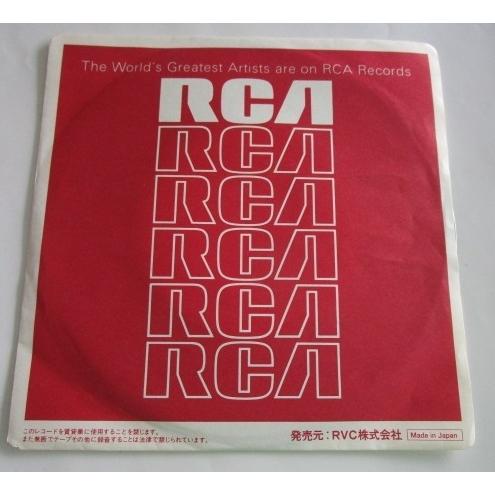 The World's Greatest Artists are on RCA Records
RCA
RCA
RCA
RCA
RCA
RCA
このレコードを賃貸業に使用することを禁じます。
また無断でテープその他に録音することは法律で禁じられています。
発売元：RVC株式会社 Made in Japan